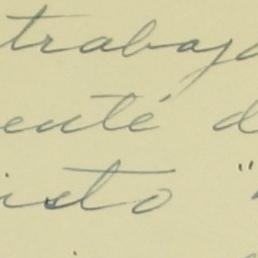 trabaja
enté d
isto "